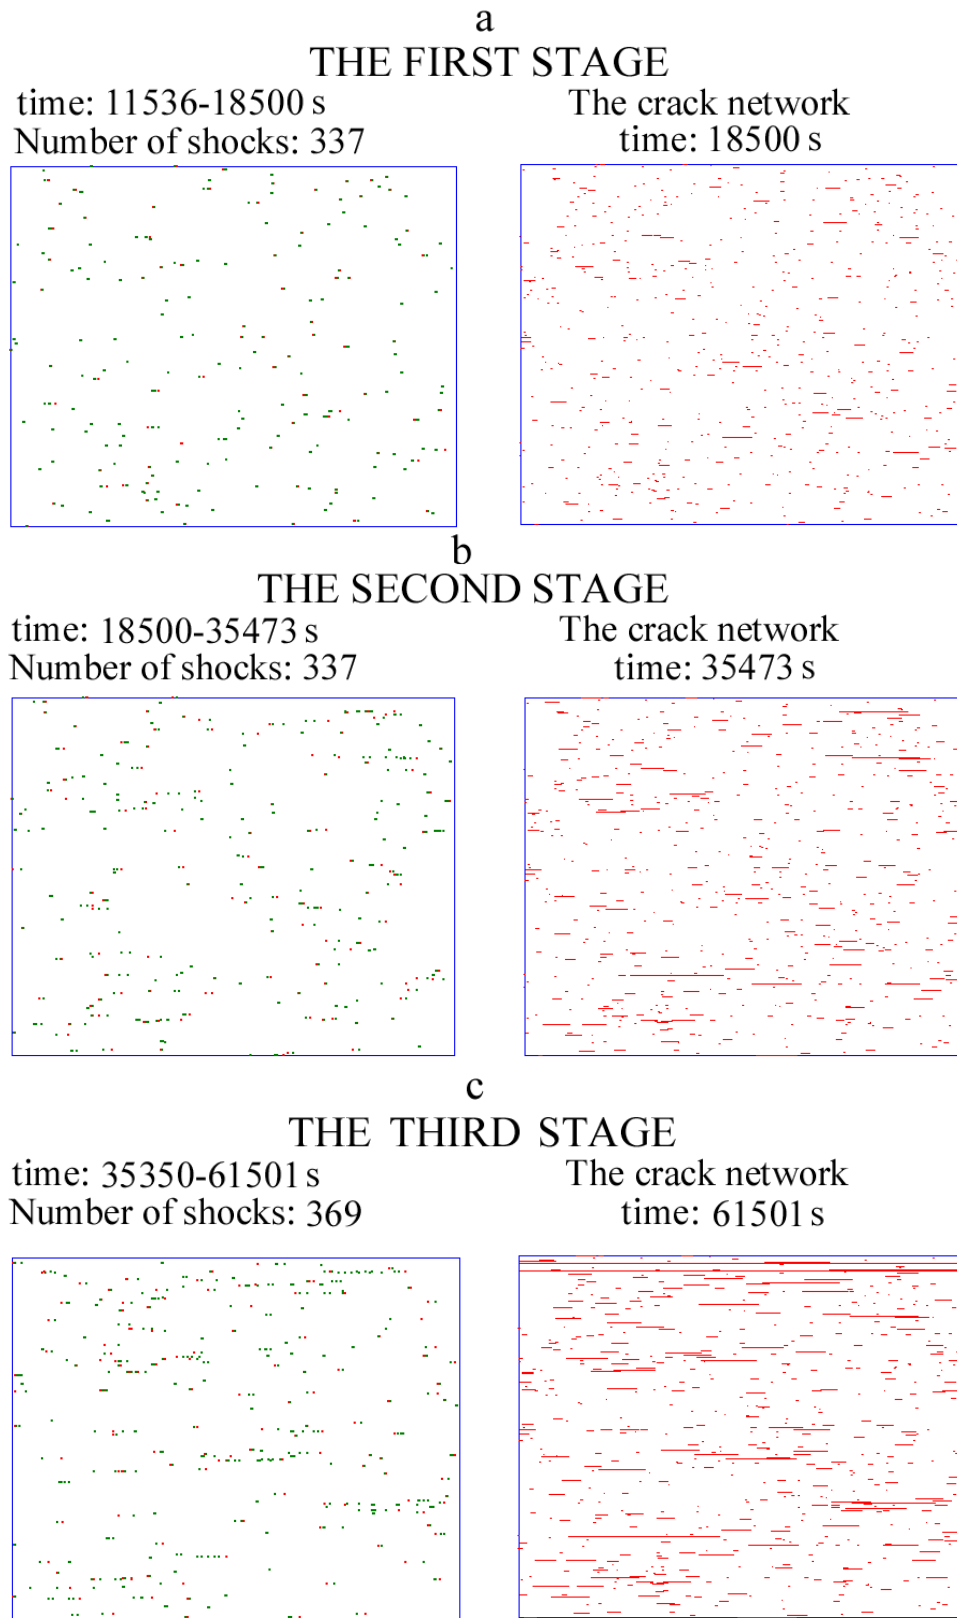 a
THE FIRST STAGE
time: 11536-18500 s
Number of shocks: 337
The crack network
time: 18500 s
b
THE SECOND STAGE
time: 18500-35473 s
Number of shocks: 337
The crack network
time: 35473 s
c
THE THIRD STAGE
time: 35350-61501 s
Number of shocks: 369
The crack network
time: 61501 s